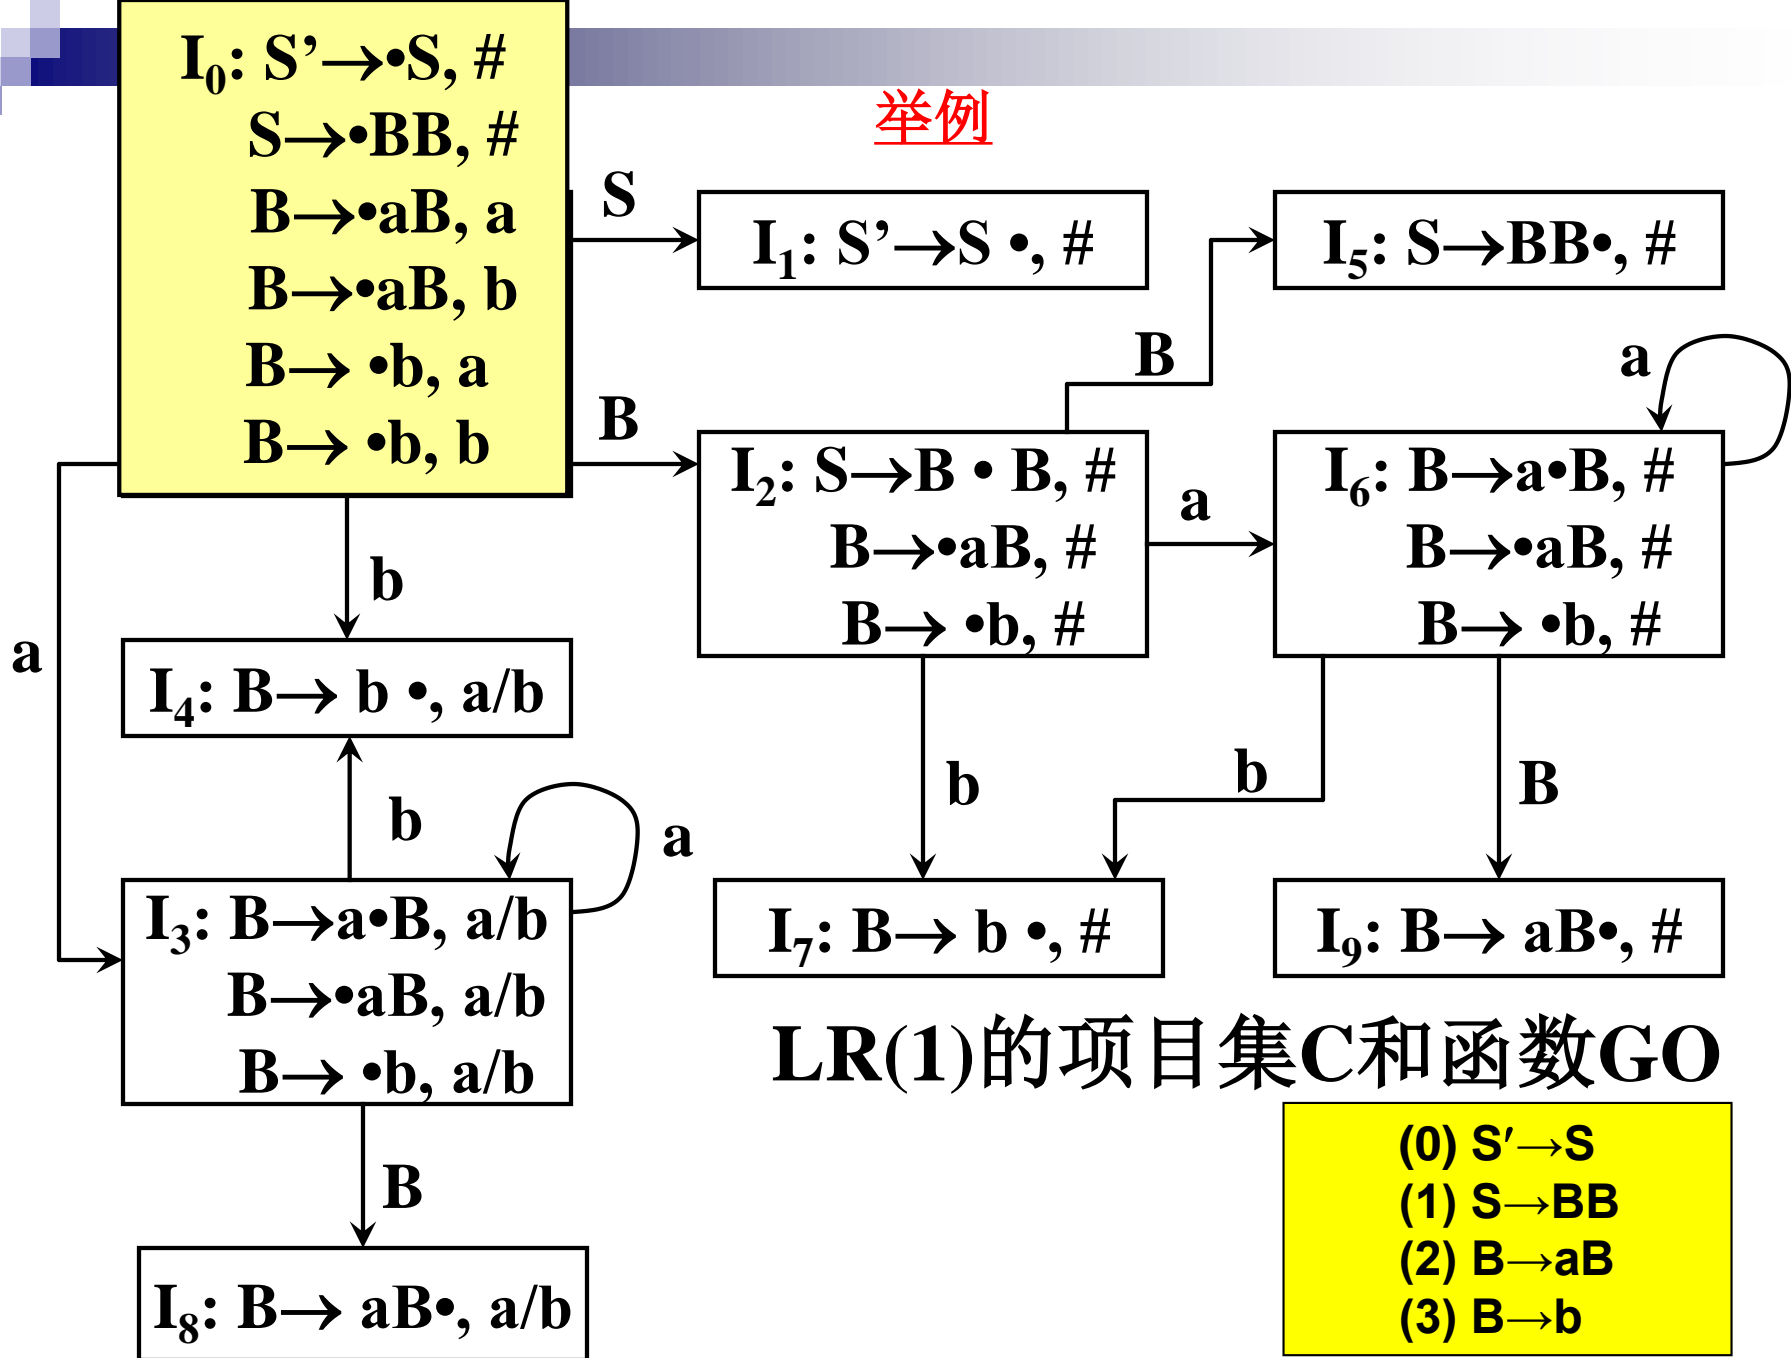 举例
I₀: S’→•S, #
S→•BB, #
B→•aB, a
B→•aB, b
B→ •b, a
B→ •b, b
S
I₁: S’→S •, #
I₅: S→BB•, #
B
B
a
I₂: S→B • B, #
B→•aB, #
B→ •b, #
a
I₆: B→a•B, #
B→•aB, #
B→ •b, #
b
a
I₄: B→ b •, a/b
b
a
b
b
B
I₃: B→a•B, a/b
B→•aB, a/b
B→ •b, a/b
I₇: B→ b •, #
I₉: B→ aB•, #
LR(1)的项目集C和函数GO
B
I₈: B→ aB•, a/b
(0) S′→S
(1) S→BB
(2) B→aB
(3) B→b